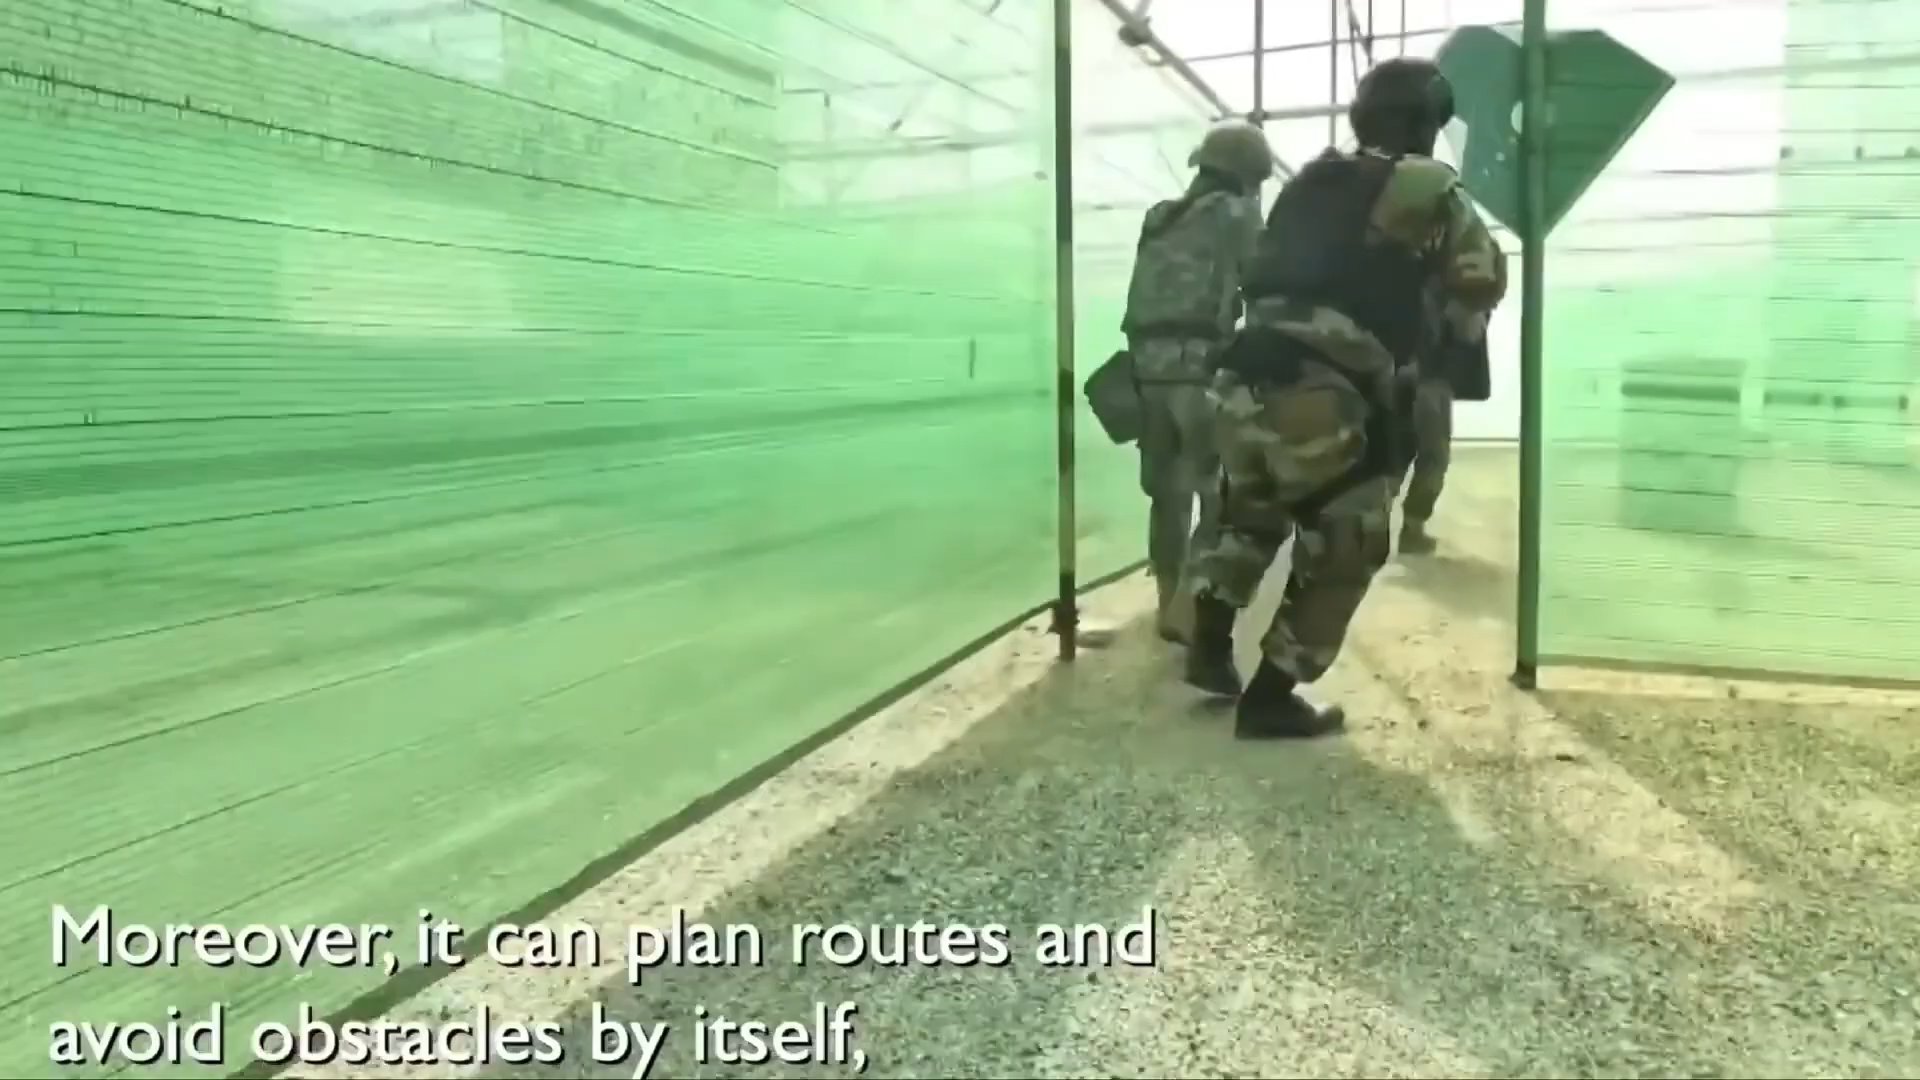 Moreover, it can plan routes and
avoid obstacles by itself,